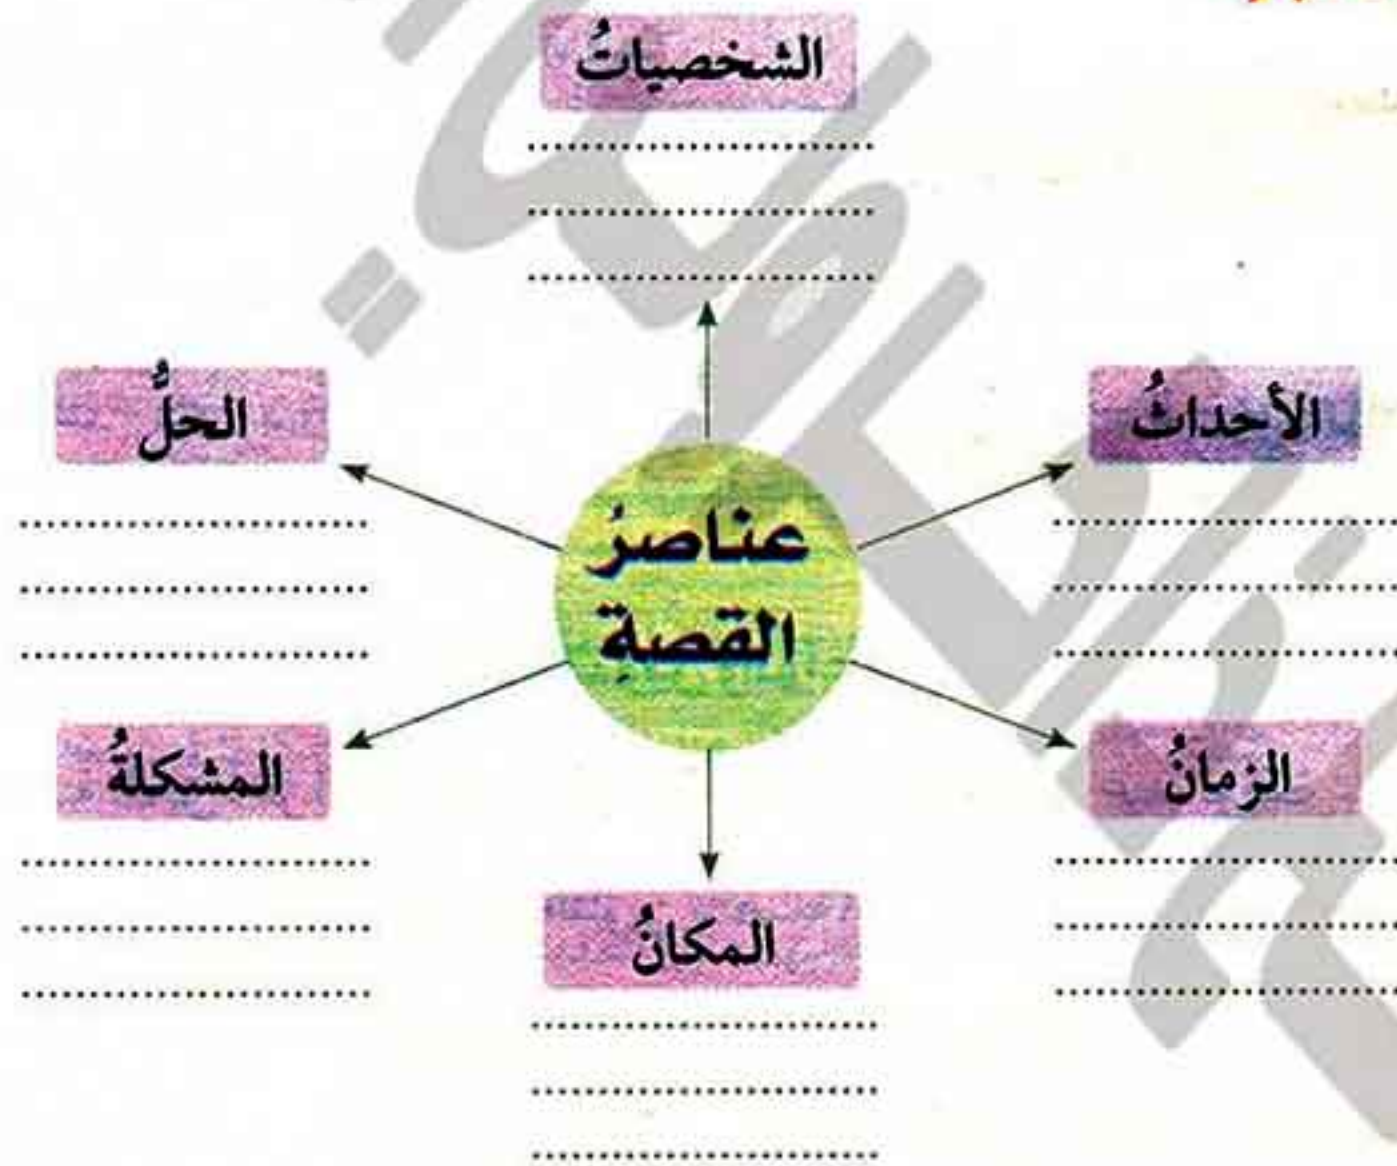 الشخصياتُ
الأحداثُ
الحلُّ
عناصرُ
القصةِ
الزمانُ
المشكلةُ
المكانُ